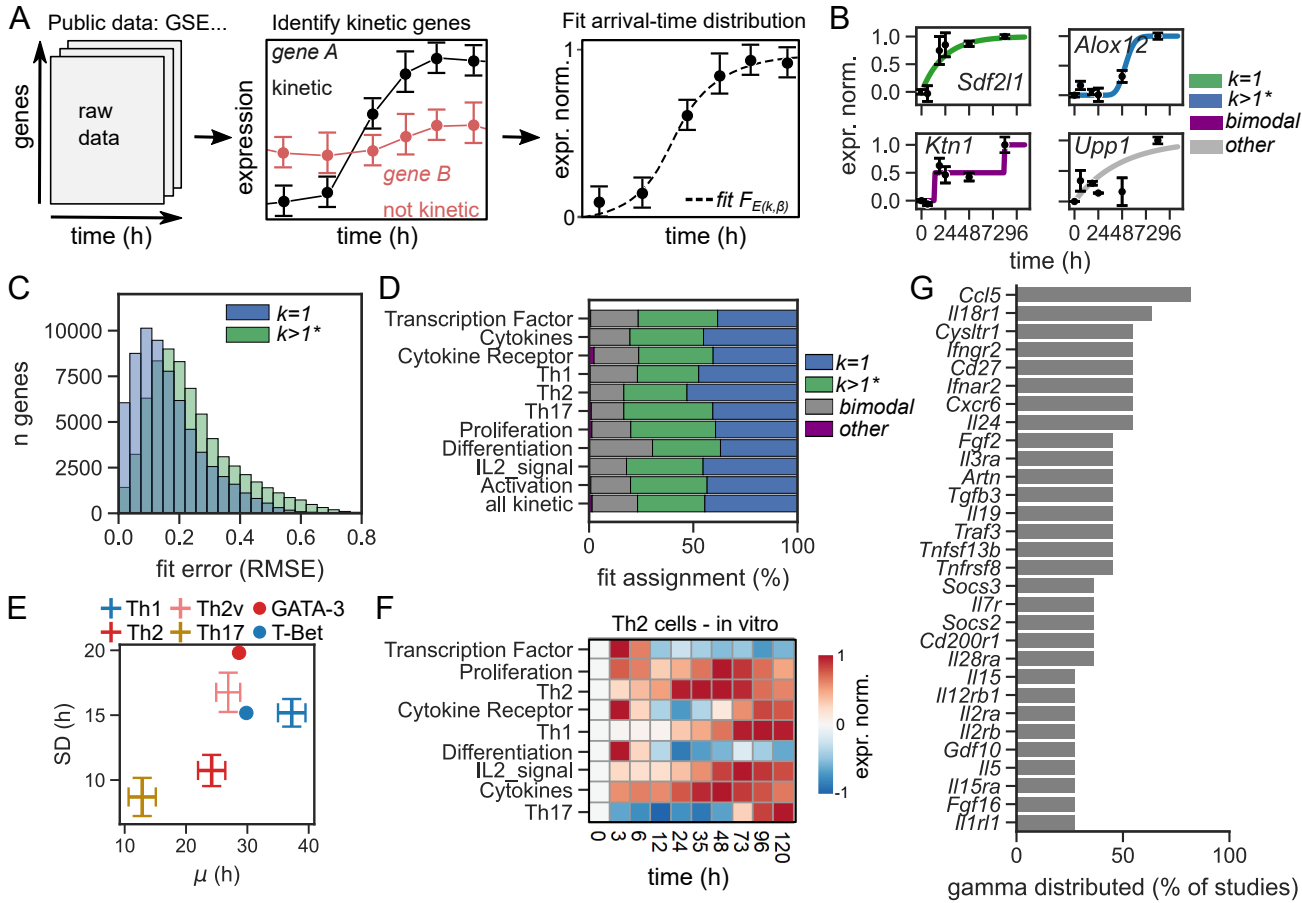 A
Public data: GSE...
genes
raw
data
time (h)
Identify kinetic genes
gene A
kinetic
expression
gene B
not kinetic
time (h)
Fit arrival-time distribution
expr. norm.
1
0
fit F_E(k,β)
time (h)
B
expr. norm.
1.0
0.5
0.0
Sdf2l1
Alox12
1.0
0.5
0.0
Ktn1
Upp1
0 24487296
0 24487296
time (h)
k=1
k>1*
bimodal
other
C
n genes
10000
7500
5000
2500
0
k=1
k>1*
0.0 0.2 0.4 0.6 0.8
fit error (RMSE)
D
Transcription Factor
Cytokines
Cytokine Receptor
Th1
Th2
Th17
Proliferation
Differentiation
IL2_signal
Activation
all kinetic
0 50 100
fit assignment (%)
k=1
k>1*
bimodal
other
E
Th1 Th2v GATA-3
Th2 Th17 T-Bet
SD (h)
20
15
10
10 20 30 40
μ (h)
F
Th2 cells - in vitro
Transcription Factor
Proliferation
Th2
Cytokine Receptor
Th1
Differentiation
IL2_signal
Cytokines
Th17
0 3 6 12 24 35 48 73 96 120
time (h)
1
0
-1
expr. norm.
G
Ccl5
Il18r1
Cysltr1
Ifngr2
Cd27
Ifnar2
Cxcr6
Il24
Fgf2
Il3ra
Artn
Tgfb3
Il19
Traf3
Tnfsf13b
Tnfrsf8
Socs3
Il7r
Socs2
Cd200r1
Il28ra
Il15
Il12rb1
Il2ra
Il2rb
Gdf10
Il5
Il15ra
Fgf16
Il1rl1
0 50 100
gamma distributed (% of studies)